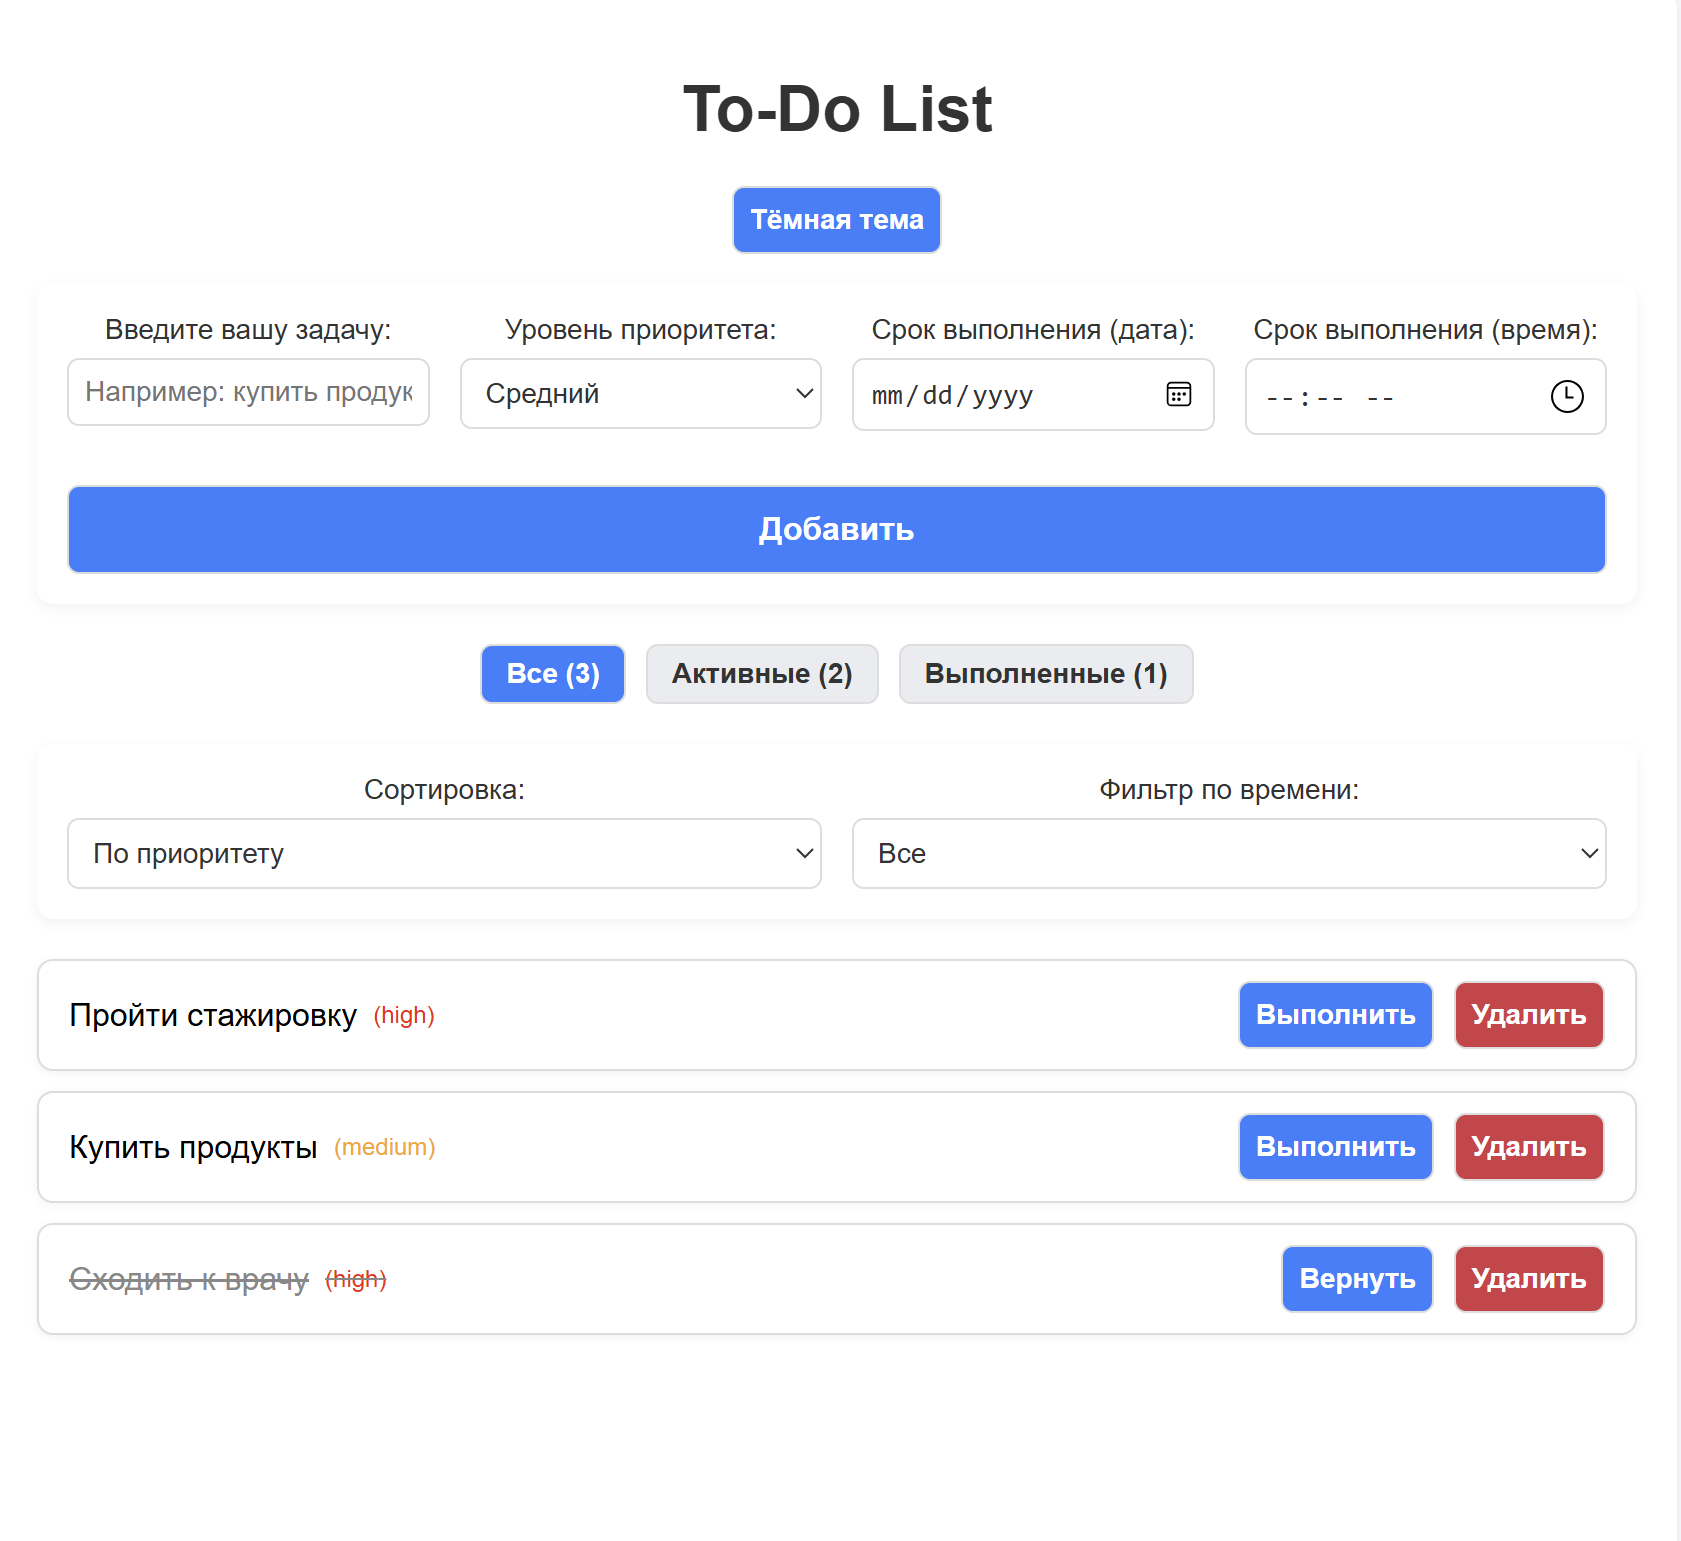 To-Do List
Тёмная тема
Введите вашу задачу: Уровень приоритета: Срок выполнения (дата): Срок выполнения (время):
Например: купить продук Средний mm/dd/yyyy --:-- --
Добавить
Все (3) Активные (2) Выполненные (1)
Сортировка: Фильтр по времени:
По приоритету Все
Пройти стажировку (high) Выполнить Удалить
Купить продукты (medium) Выполнить Удалить
Сходить к врачу (high) Вернуть Удалить